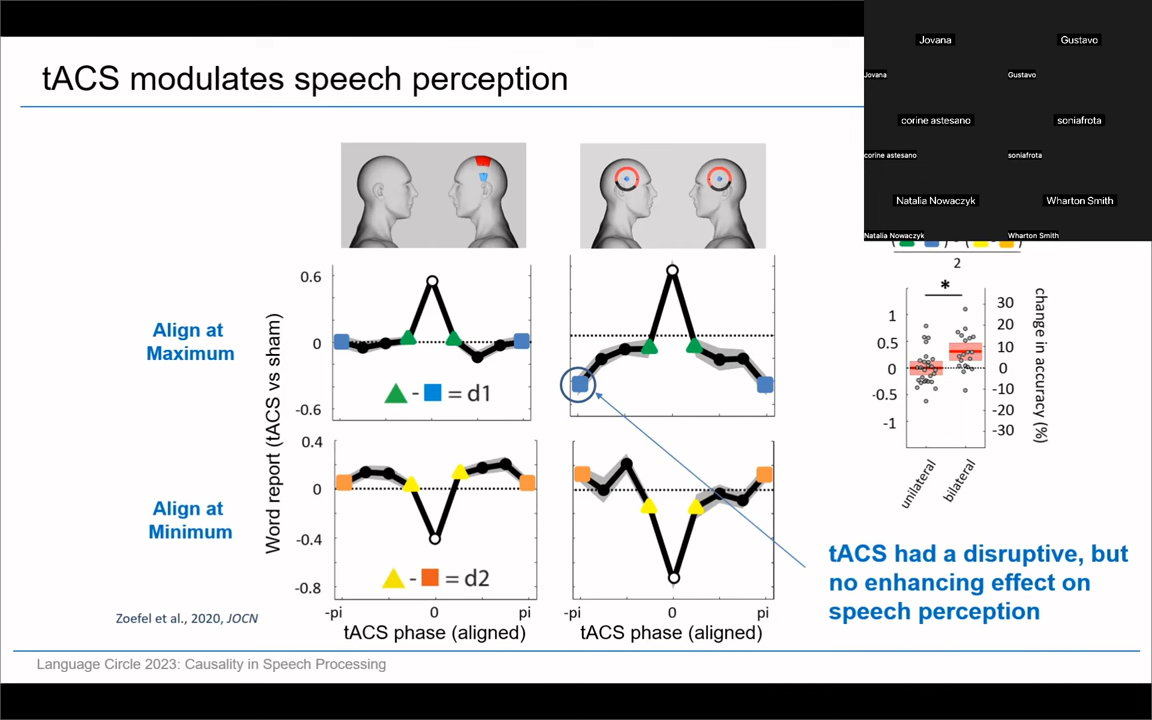 tACS modulates speech perception
Jovana
Gustavo
Jovana
Gustavo
corine astesano
soniafrota
corine astesano
soniafrota
Natalia Nowaczyk
Wharton Smith
Natalia Nowaczyk
Wharton Smith
Align at
Maximum
Align at
Minimum
Word report (tACS vs sham)
0.6
0
-0.6
- = d1
0.4
0
-0.4
-0.8
- = d2
-pi 0 pi
tACS phase (aligned)
-pi 0 pi
tACS phase (aligned)
2
*
1
0.5
0
-0.5
-1
30
20
10
0
-10
-20
-30
change in accuracy (%)
unilateral
bilateral
tACS had a disruptive, but
no enhancing effect on
speech perception
Zoefel et al., 2020, JOCN
Language Circle 2023: Causality in Speech Processing